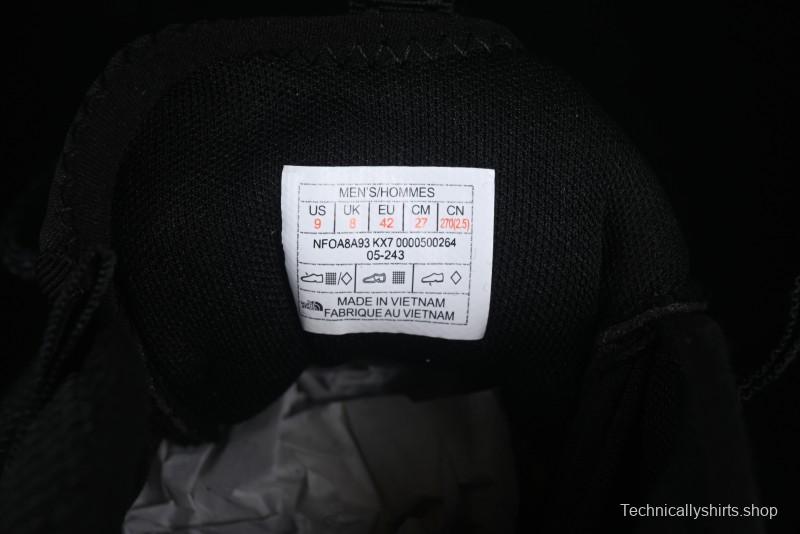 MEN'S/HOMMES
US UK EU CM CN
9 8 42 27 270(2.5)
NFOA8A93 KX7 0000500264
05-243
MADE IN VIETNAM
FABRIQUE AU VIETNAM
Technicallyshirts.shop